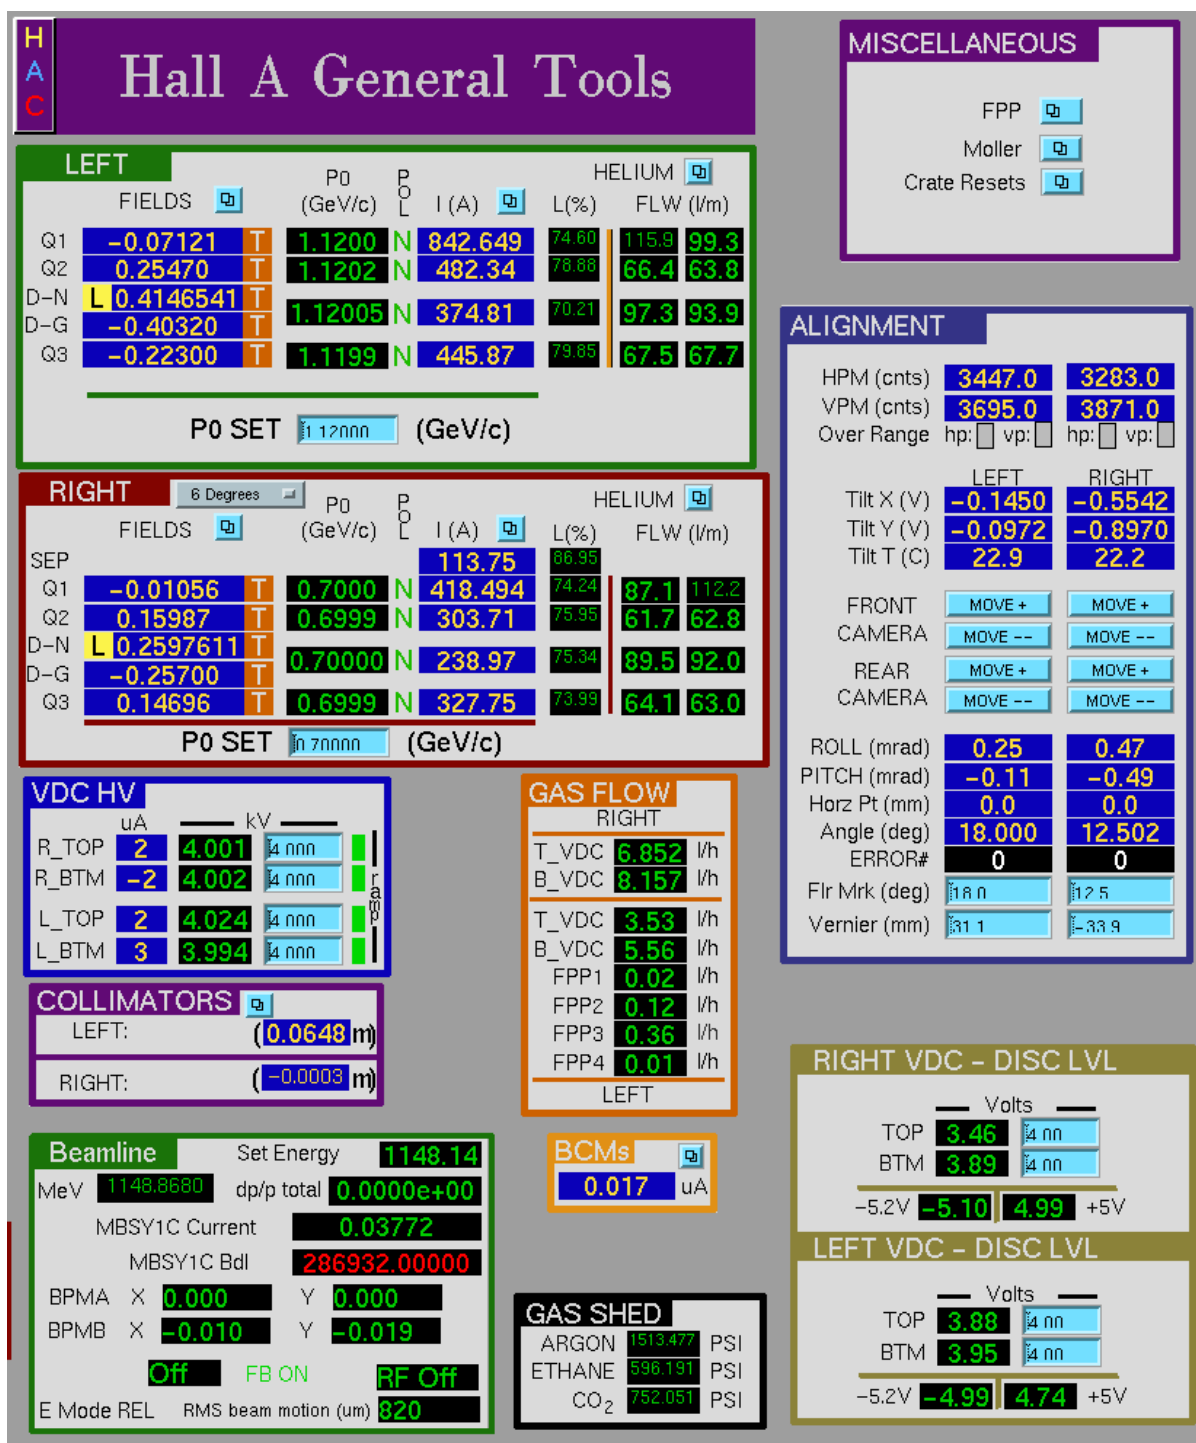 H
A
C
Hall A General Tools
MISCELLANEOUS
FPP
Moller
Crate Resets
LEFT
FIELDS P0 (GeV/c) POL I (A) HELIUM L(%) FLW (l/m)
Q1 -0.07121 T 1.1200 N 842.649 74.60 115.9 99.3
Q2 0.25470 T 1.1202 N 482.34 78.88 66.4 63.8
D-N L 0.4146541 T
1.12005 N 374.81 70.21 97.3 93.9
D-G -0.40320 T
Q3 -0.22300 T 1.1199 N 445.87 79.85 67.5 67.7
P0 SET 1.12000 (GeV/c)
RIGHT 6 Degrees
FIELDS P0 (GeV/c) POL I (A) HELIUM L(%) FLW (l/m)
SEP 113.75 86.95
Q1 -0.01056 T 0.7000 N 418.494 74.24 87.1 112.2
Q2 0.15987 T 0.6999 N 303.71 75.95 61.7 62.8
D-N L 0.2597611 T
0.70000 N 238.97 75.34 89.5 92.0
D-G -0.25700 T
Q3 0.14696 T 0.6999 N 327.75 73.99 64.1 63.0
P0 SET 0.70000 (GeV/c)
ALIGNMENT
HPM (cnts) 3447.0 3283.0
VPM (cnts) 3695.0 3871.0
Over Range hp: vp: hp: vp:
LEFT RIGHT
Tilt X (V) -0.1450 -0.5542
Tilt Y (V) -0.0972 -0.8970
Tilt T (C) 22.9 22.2
FRONT MOVE + MOVE +
CAMERA MOVE -- MOVE --
REAR MOVE + MOVE +
CAMERA MOVE -- MOVE --
ROLL (mrad) 0.25 0.47
PITCH (mrad) -0.11 -0.49
Horz Pt (mm) 0.0 0.0
Angle (deg) 18.000 12.502
ERROR# 0 0
Flr Mrk (deg) 18.0 12.5
Vernier (mm) 31.1 -33.9
VDC HV
uA kV
R_TOP 2 4.001 4.000
R_BTM -2 4.002 4.000
L_TOP 2 4.024 4.000
L_BTM 3 3.994 4.000
ramp
GAS FLOW
RIGHT
T_VDC 6.852 l/h
B_VDC 8.157 l/h
T_VDC 3.53 l/h
B_VDC 5.56 l/h
FPP1 0.02 l/h
FPP2 0.12 l/h
FPP3 0.36 l/h
FPP4 0.01 l/h
LEFT
COLLIMATORS
LEFT: (0.0648 m)
RIGHT: (-0.0003 m)
Beamline Set Energy 1148.14
MeV 1148.8680 dp/p total 0.0000e+00
MBSY1C Current 0.03772
MBSY1C Bdl 286932.00000
BPMA X 0.000 Y 0.000
BPMB X -0.010 Y -0.019
Off FB ON RF Off
E Mode REL RMS beam motion (um) 820
BCMs
0.017 uA
GAS SHED
ARGON 1513.477 PSI
ETHANE 596.191 PSI
CO2 752.051 PSI
RIGHT VDC - DISC LVL
Volts
TOP 3.46 4.00
BTM 3.89 4.00
-5.2V -5.10 4.99 +5V
LEFT VDC - DISC LVL
Volts
TOP 3.88 4.00
BTM 3.95 4.00
-5.2V -4.99 4.74 +5V